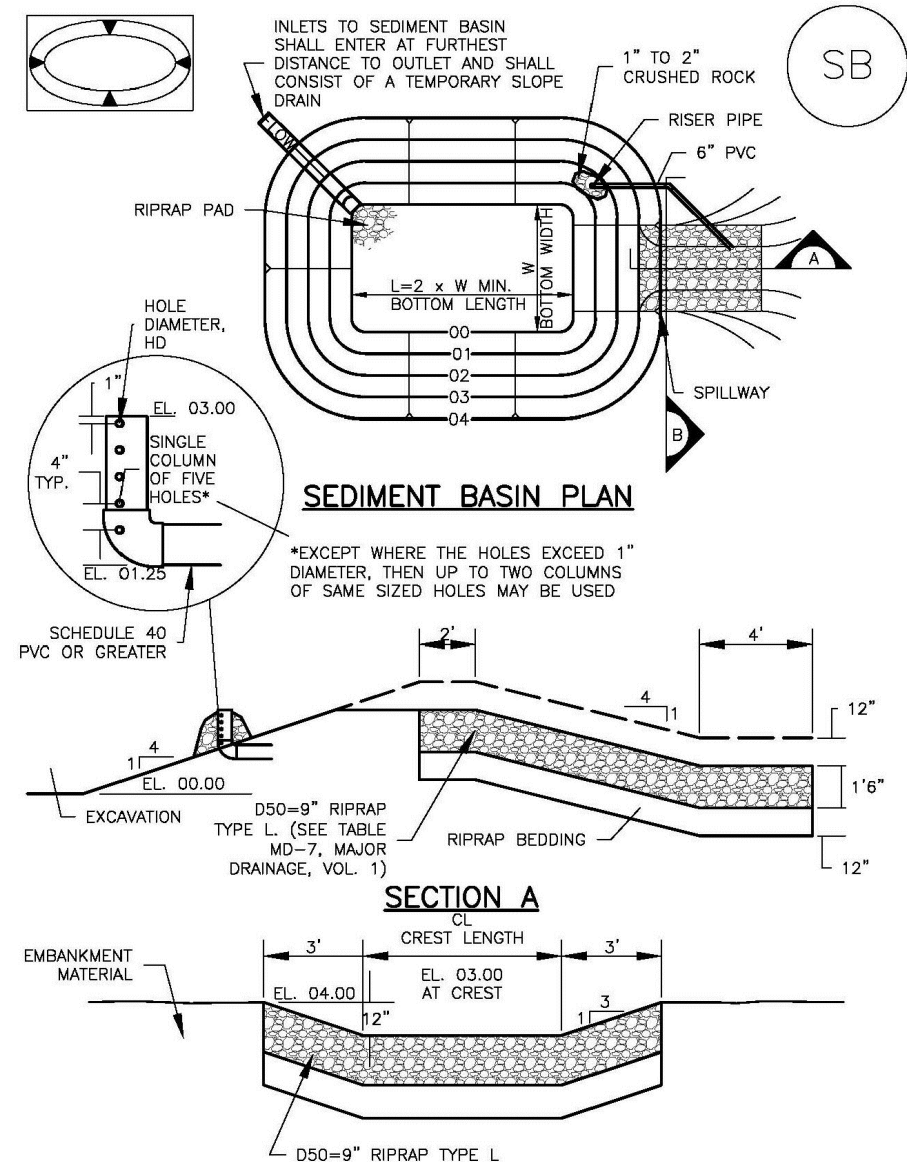 INLETS TO SEDIMENT BASIN
SHALL ENTER AT FURTHEST
DISTANCE TO OUTLET AND SHALL
CONSIST OF A TEMPORARY SLOPE
DRAIN
1" TO 2"
CRUSHED ROCK
SB
RISER PIPE
6" PVC
FLOW
RIPRAP PAD
A
W
BOTTOM WIDTH
L=2 x W MIN.
BOTTOM LENGTH
00
01
02
03
04
SPILLWAY
B
HOLE
DIAMETER,
HD
1"
EL. 03.00
SINGLE
COLUMN
OF FIVE
HOLES*
4"
TYP.
EL. 01.25
SEDIMENT BASIN PLAN
*EXCEPT WHERE THE HOLES EXCEED 1"
DIAMETER, THEN UP TO TWO COLUMNS
OF SAME SIZED HOLES MAY BE USED
SCHEDULE 40
PVC OR GREATER
2'
4'
4
1
12"
4
1
EL. 00.00
EXCAVATION
1'6"
D50=9" RIPRAP
TYPE L. (SEE TABLE
MD-7, MAJOR
DRAINAGE, VOL. 1)
RIPRAP BEDDING
12"
SECTION A
CL
CREST LENGTH
3'
3'
EMBANKMENT
MATERIAL
EL. 04.00
EL. 03.00
AT CREST
12"
3
1
D50=9" RIPRAP TYPE L